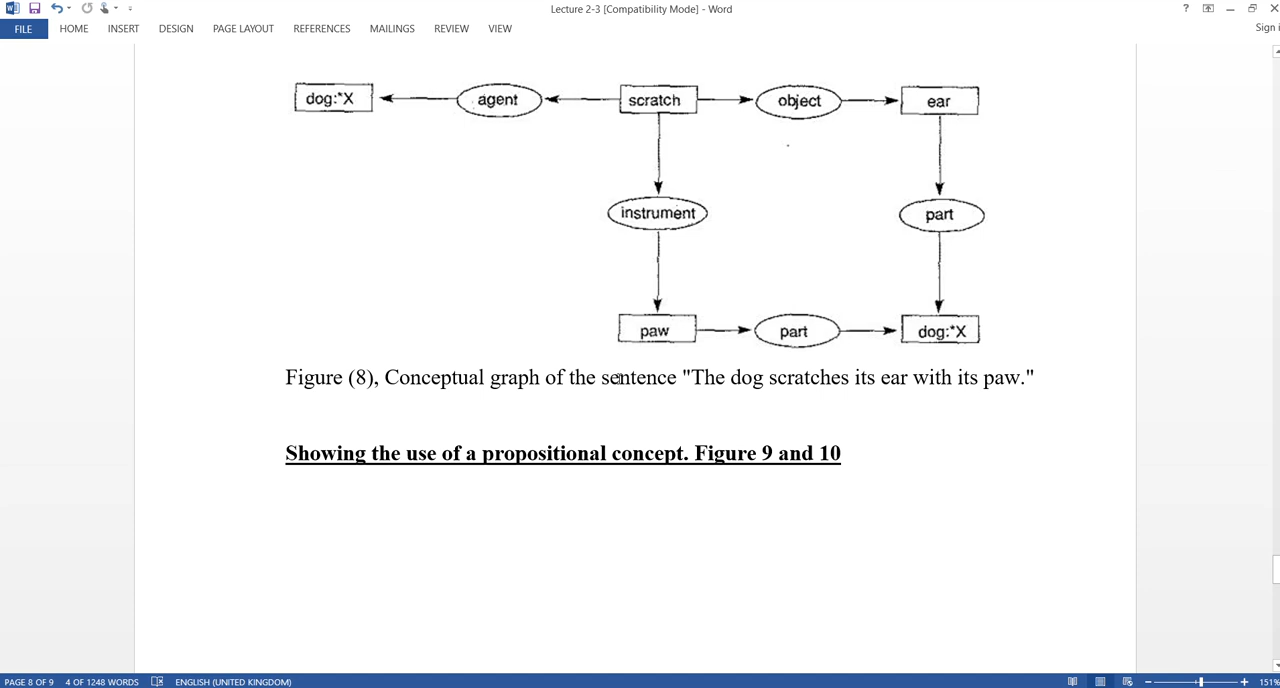 Lecture 2-3 [Compatibility Mode] - Word
?
Sign i
FILE HOME INSERT DESIGN PAGE LAYOUT REFERENCES MAILINGS REVIEW VIEW
dog:*X agent scratch object ear
instrument part
paw part dog:*X
Figure (8), Conceptual graph of the sentence "The dog scratches its ear with its paw."
Showing the use of a propositional concept. Figure 9 and 10
PAGE 8 OF 9 4 OF 1248 WORDS ENGLISH (UNITED KINGDOM) 151%